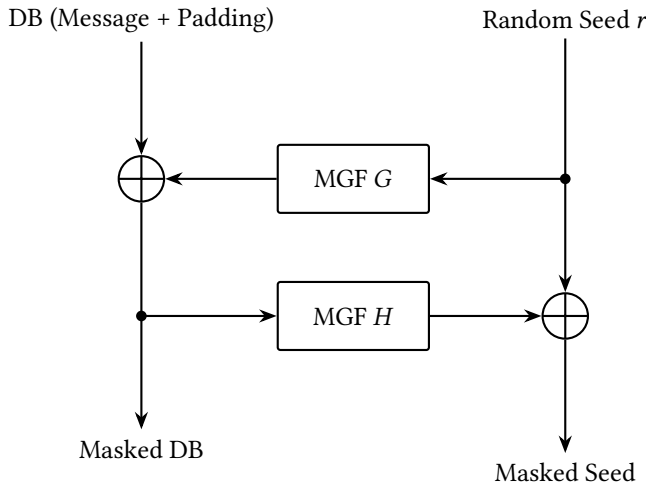 DB (Message + Padding)
Random Seed r
MGF G
MGF H
Masked DB
Masked Seed